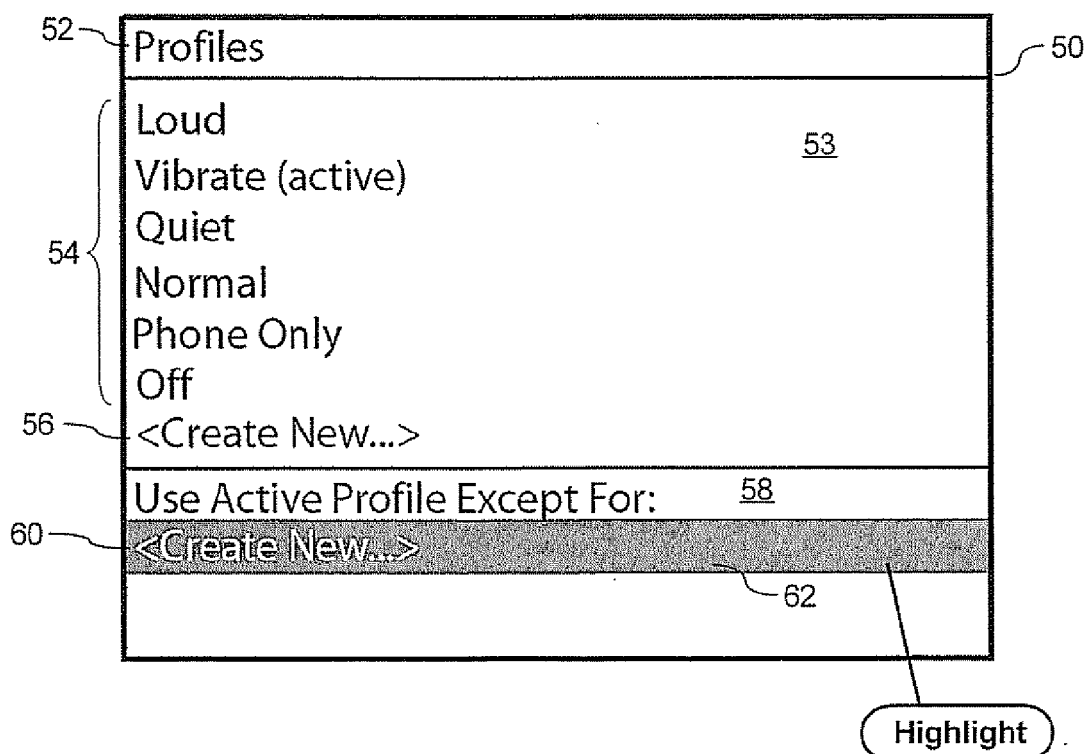 52
Profiles
50
Loud
53
Vibrate (active)
Quiet
54
Normal
Phone Only
Off
56
<Create New...>
Use Active Profile Except For:
58
60
<Create New...>
62
Highlight